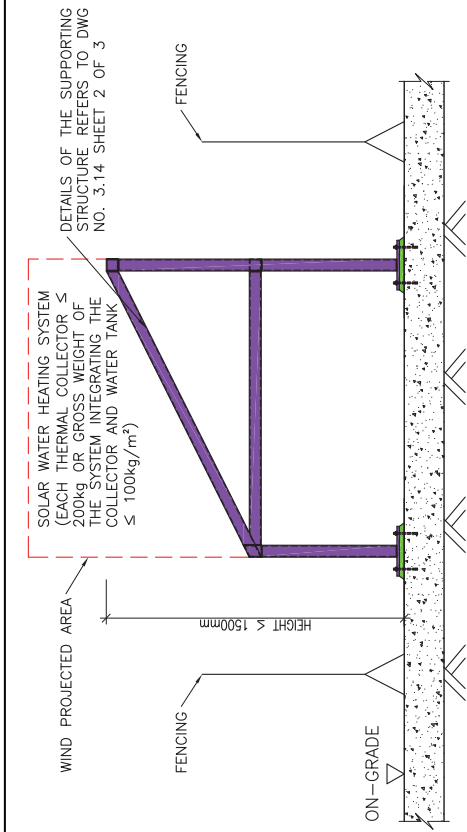 SOLAR WATER HEATING SYSTEM
(EACH THERMAL COLLECTOR ≤
200kg OR GROSS WEIGHT OF
THE SYSTEM INTEGRATING THE
COLLECTOR AND WATER TANK
≤ 100kg/m²)
DETAILS OF THE SUPPORTING
STRUCTURE REFERS TO DWG
NO. 3.14 SHEET 2 OF 3
WIND PROJECTED AREA
FENCING
FENCING
HEIGHT < 1500mm
ON-GRADE